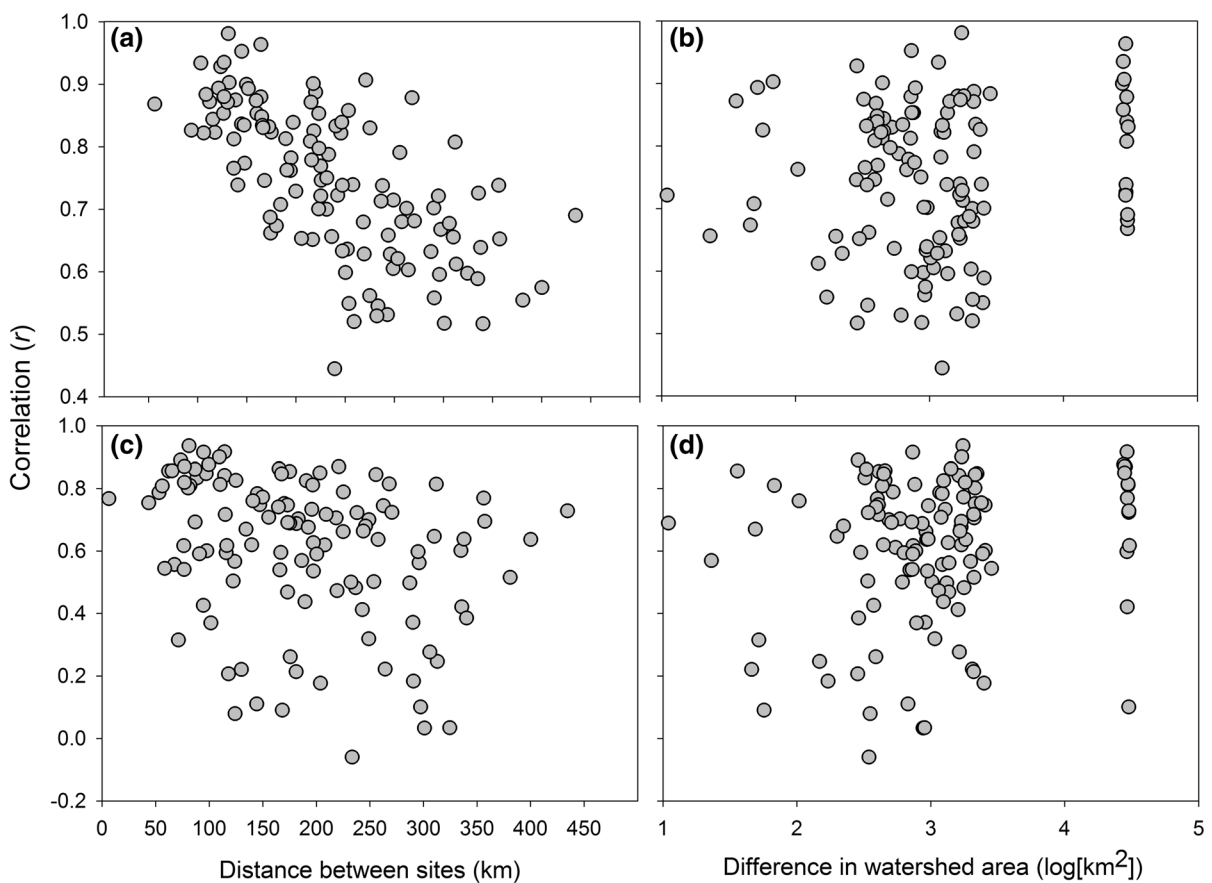 (a)
(b)
1.0
0.9
0.8
0.7
0.6
0.5
0.4
Correlation (r)
(c)
(d)
1.0
0.8
0.6
0.4
0.2
0.0
-0.2
0 50 100 150 200 250 300 350 400 450
1 2 3 4 5
Distance between sites (km)
Difference in watershed area (log[km²])